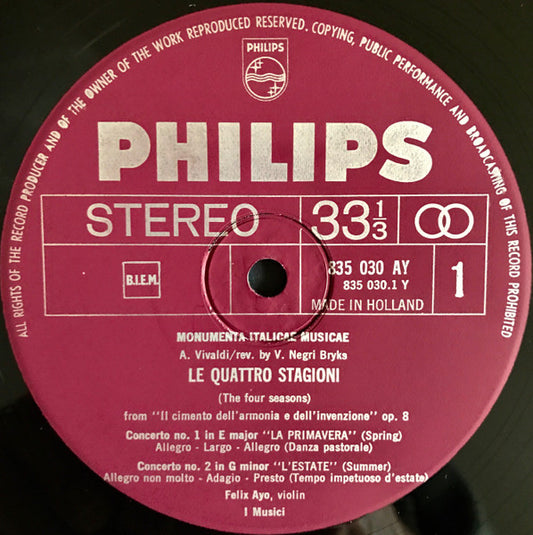 ALL RIGHTS OF THE RECORD PRODUCER AND OF THE OWNER OF THE WORK REPRODUCED RESERVED. COPYING, PUBLIC PERFORMANCE AND BROADCASTING OF THIS RECORD PROHIBITED
PHILIPS
PHILIPS
STEREO 33 1/3
B.I.E.M. 835 030 AY 1
835 030.1 Y
MADE IN HOLLAND
MONUMENTA ITALICAE MUSICAE
A. Vivaldi/rev. by V. Negri Bryks
LE QUATTRO STAGIONI
(The four seasons)
from "Il cimento dell'armonia e dell'invenzione" op. 8
Concerto no. 1 in E major "LA PRIMAVERA" (Spring)
Allegro - Largo - Allegro (Danza pastorale)
Concerto no. 2 in G minor "L'ESTATE" (Summer)
Allegro non molto - Adagio - Presto (Tempo impetuoso d'estate)
Felix Ayo, violin
I Musici